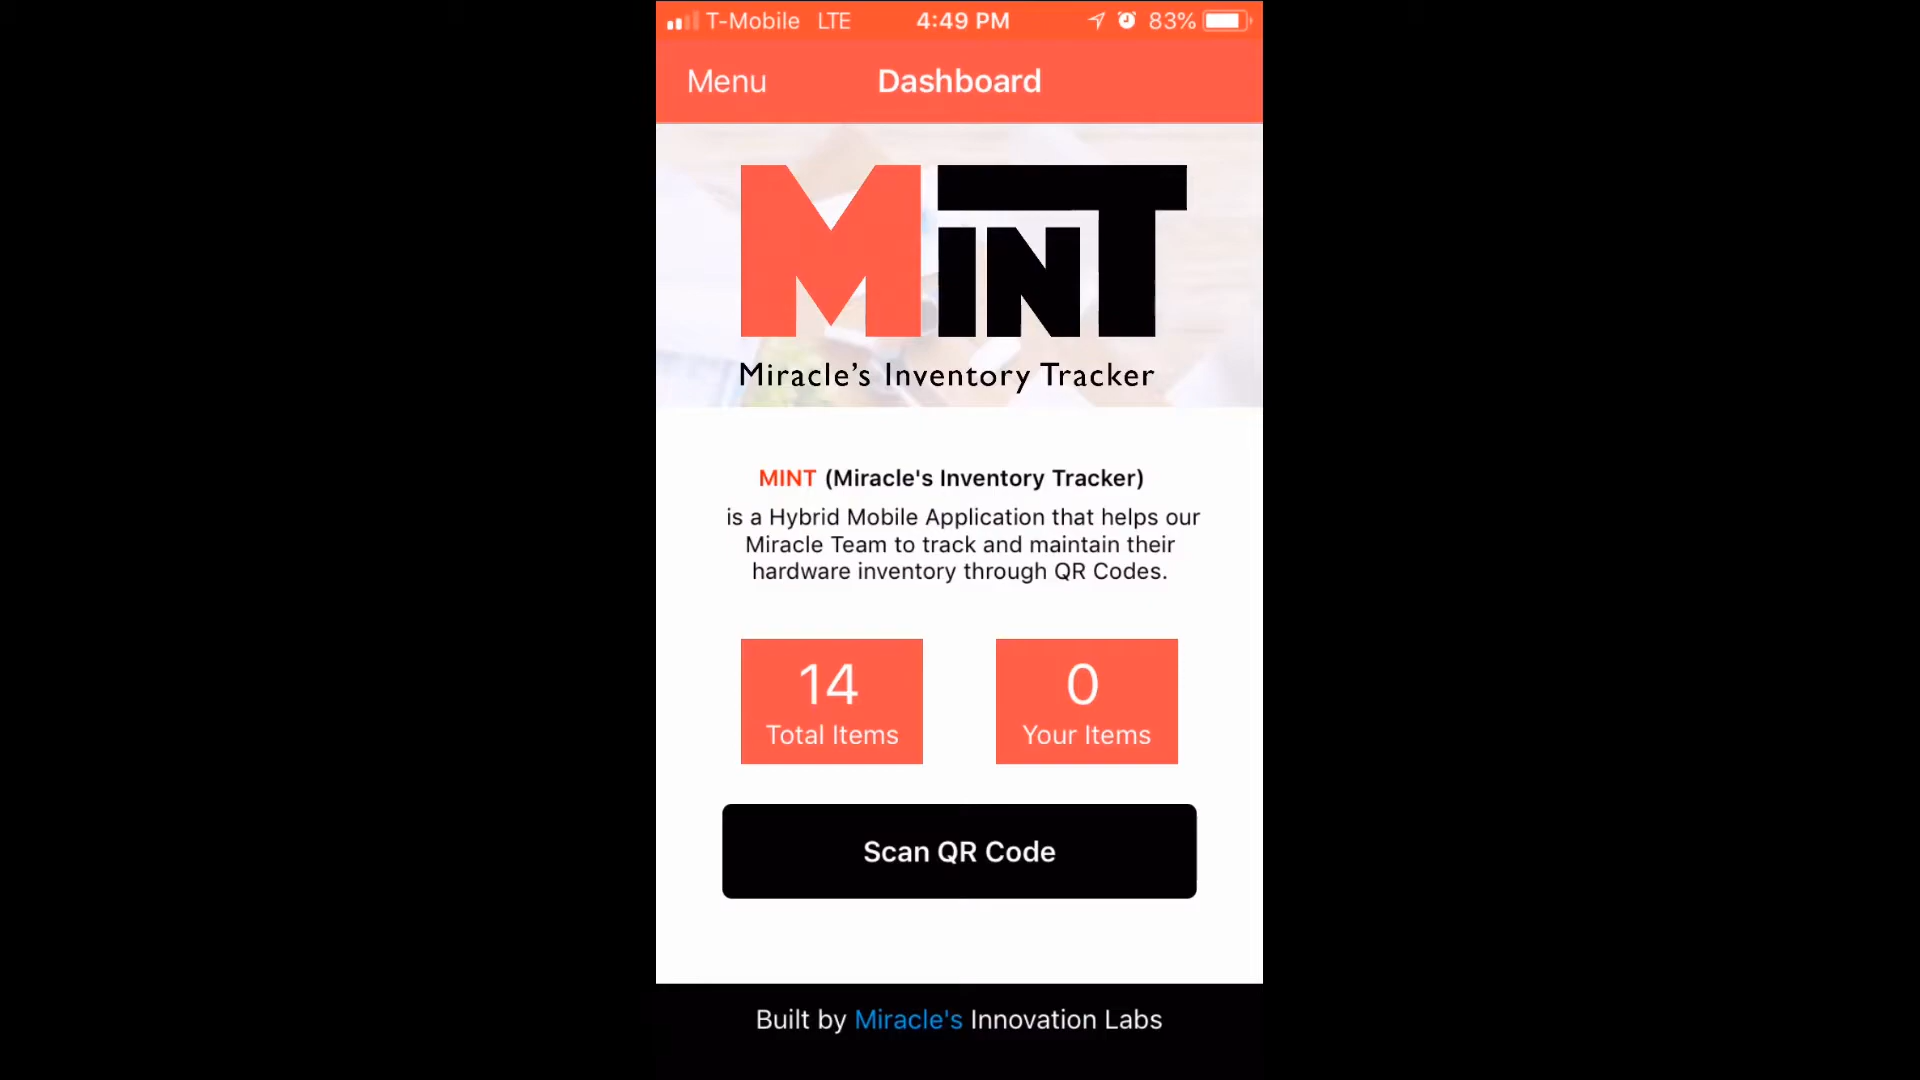 T-Mobile LTE 4:49 PM 83%
Menu Dashboard
MINT
Miracle's Inventory Tracker
MINT (Miracle's Inventory Tracker)
is a Hybrid Mobile Application that helps our
Miracle Team to track and maintain their
hardware inventory through QR Codes.
14 0
Total Items Your Items
Scan QR Code
Built by Miracle's Innovation Labs